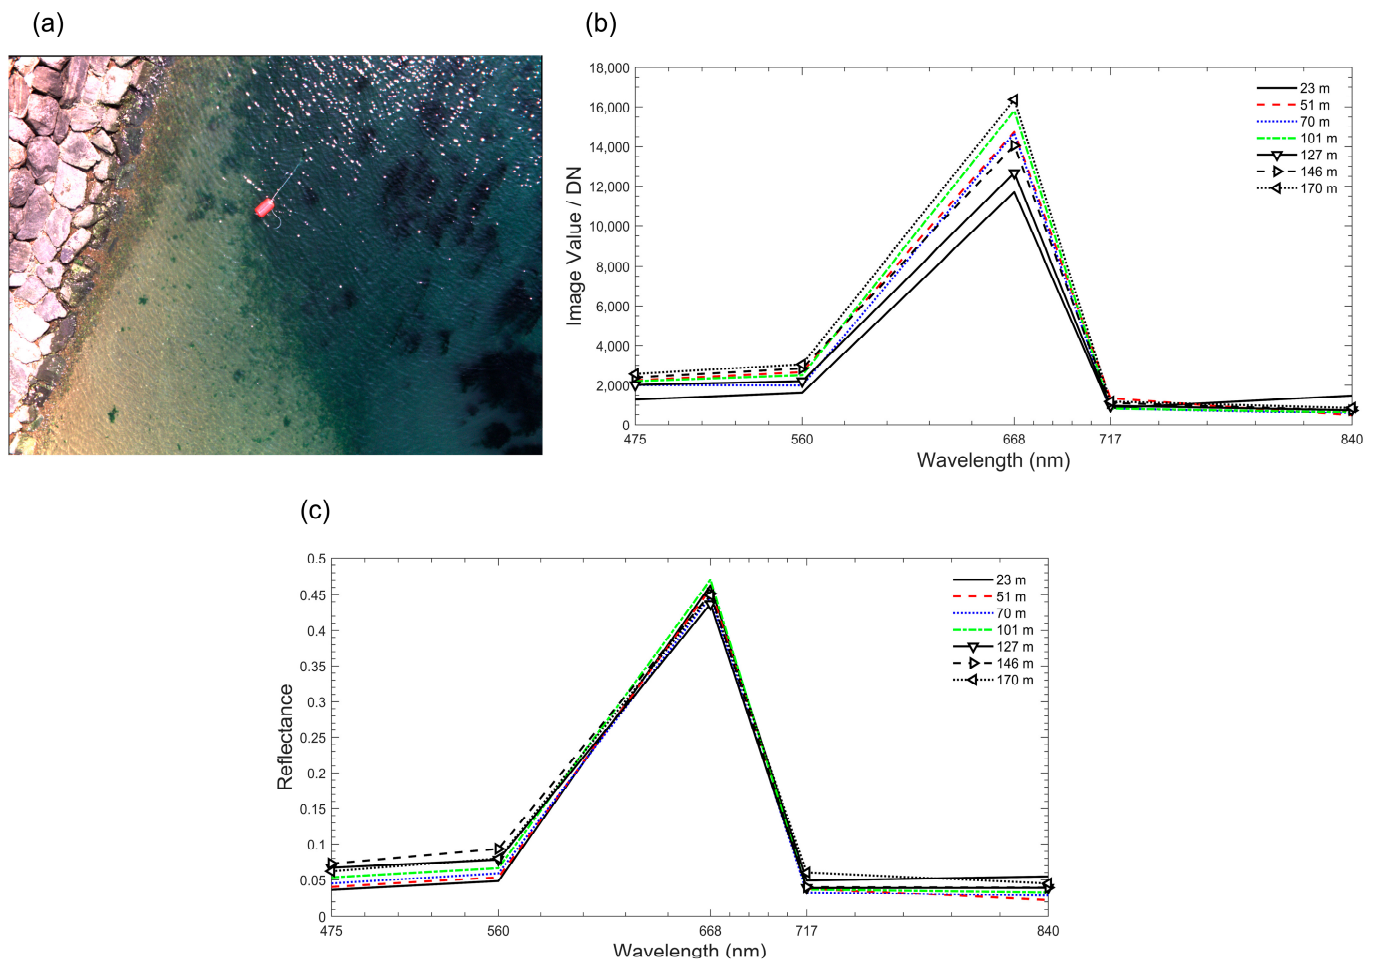 (a)
(b)
18,000
16,000
14,000
12,000
10,000
8,000
6,000
4,000
2,000
0
Image Value / DN
475
560
668
717
840
Wavelength (nm)
23 m
51 m
70 m
101 m
127 m
146 m
170 m
(c)
0.5
0.45
0.4
0.35
0.3
0.25
0.2
0.15
0.1
0.05
0
Reflectance
475
560
668
717
840
Wavelength (nm)
23 m
51 m
70 m
101 m
127 m
146 m
170 m